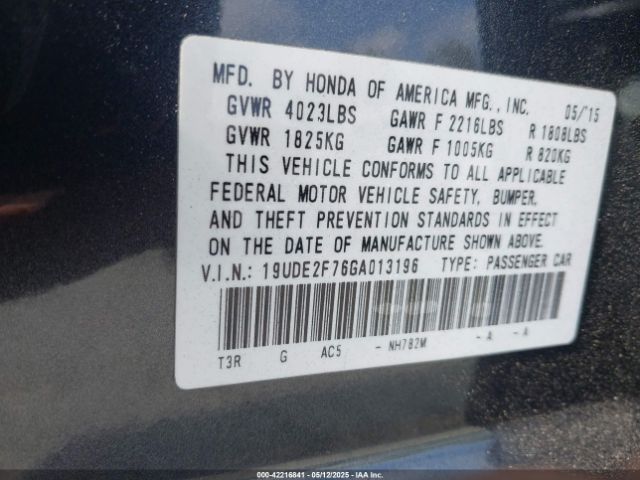 MFD. BY HONDA OF AMERICA MFG., INC. 05/'15
GVWR 4023LBS GAWR F 2216LBS R 1808LBS
GVWR 1825KG GAWR F 1005KG R 820KG
THIS VEHICLE CONFORMS TO ALL APPLICABLE
FEDERAL MOTOR VEHICLE SAFETY, BUMPER,
AND THEFT PREVENTION STANDARDS IN EFFECT
ON THE DATE OF MANUFACTURE SHOWN ABOVE.
V.I.N.: 19UDE2F76GA013196 TYPE: PASSENGER CAR
T3R G AC5 - NH782M - A - A
000-42216841 - 05/12/2025 - IAAI.com